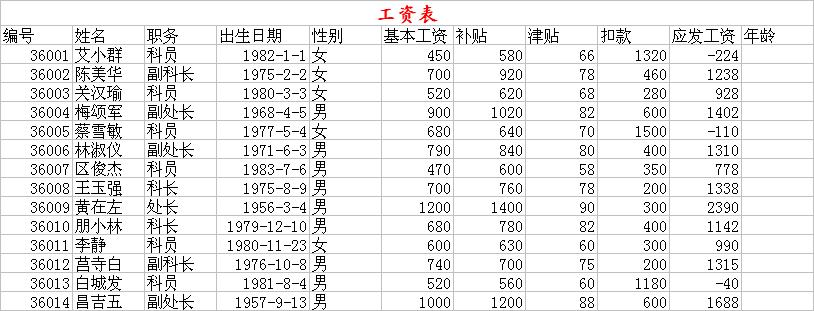 工资表
编号 姓名 职务 出生日期 性别 基本工资 补贴 津贴 扣款 应发工资 年龄
36001 艾小群 科员 1982-1-1 女 450 580 66 1320 -224
36002 陈美华 副科长 1975-2-2 女 700 920 78 460 1238
36003 关汉瑜 科员 1980-3-3 女 520 620 68 280 928
36004 梅颂军 副处长 1968-4-5 男 900 1020 82 600 1402
36005 蔡雪敏 科员 1977-5-4 女 680 640 70 1500 -110
36006 林淑仪 副处长 1971-6-3 男 790 840 80 400 1310
36007 区俊杰 科员 1983-7-6 男 470 600 58 350 778
36008 王玉强 科长 1975-8-9 男 700 760 78 200 1338
36009 黄在左 处长 1956-3-4 男 1200 1400 90 300 2390
36010 朋小林 科长 1979-12-10 男 680 780 82 400 1142
36011 李静 科员 1980-11-23 女 600 630 60 300 990
36012 莒寺白 副科长 1976-10-8 男 740 700 75 200 1315
36013 白城发 科员 1981-8-4 男 520 560 60 1180 -40
36014 昌吉五 副处长 1957-9-13 男 1000 1200 88 600 1688